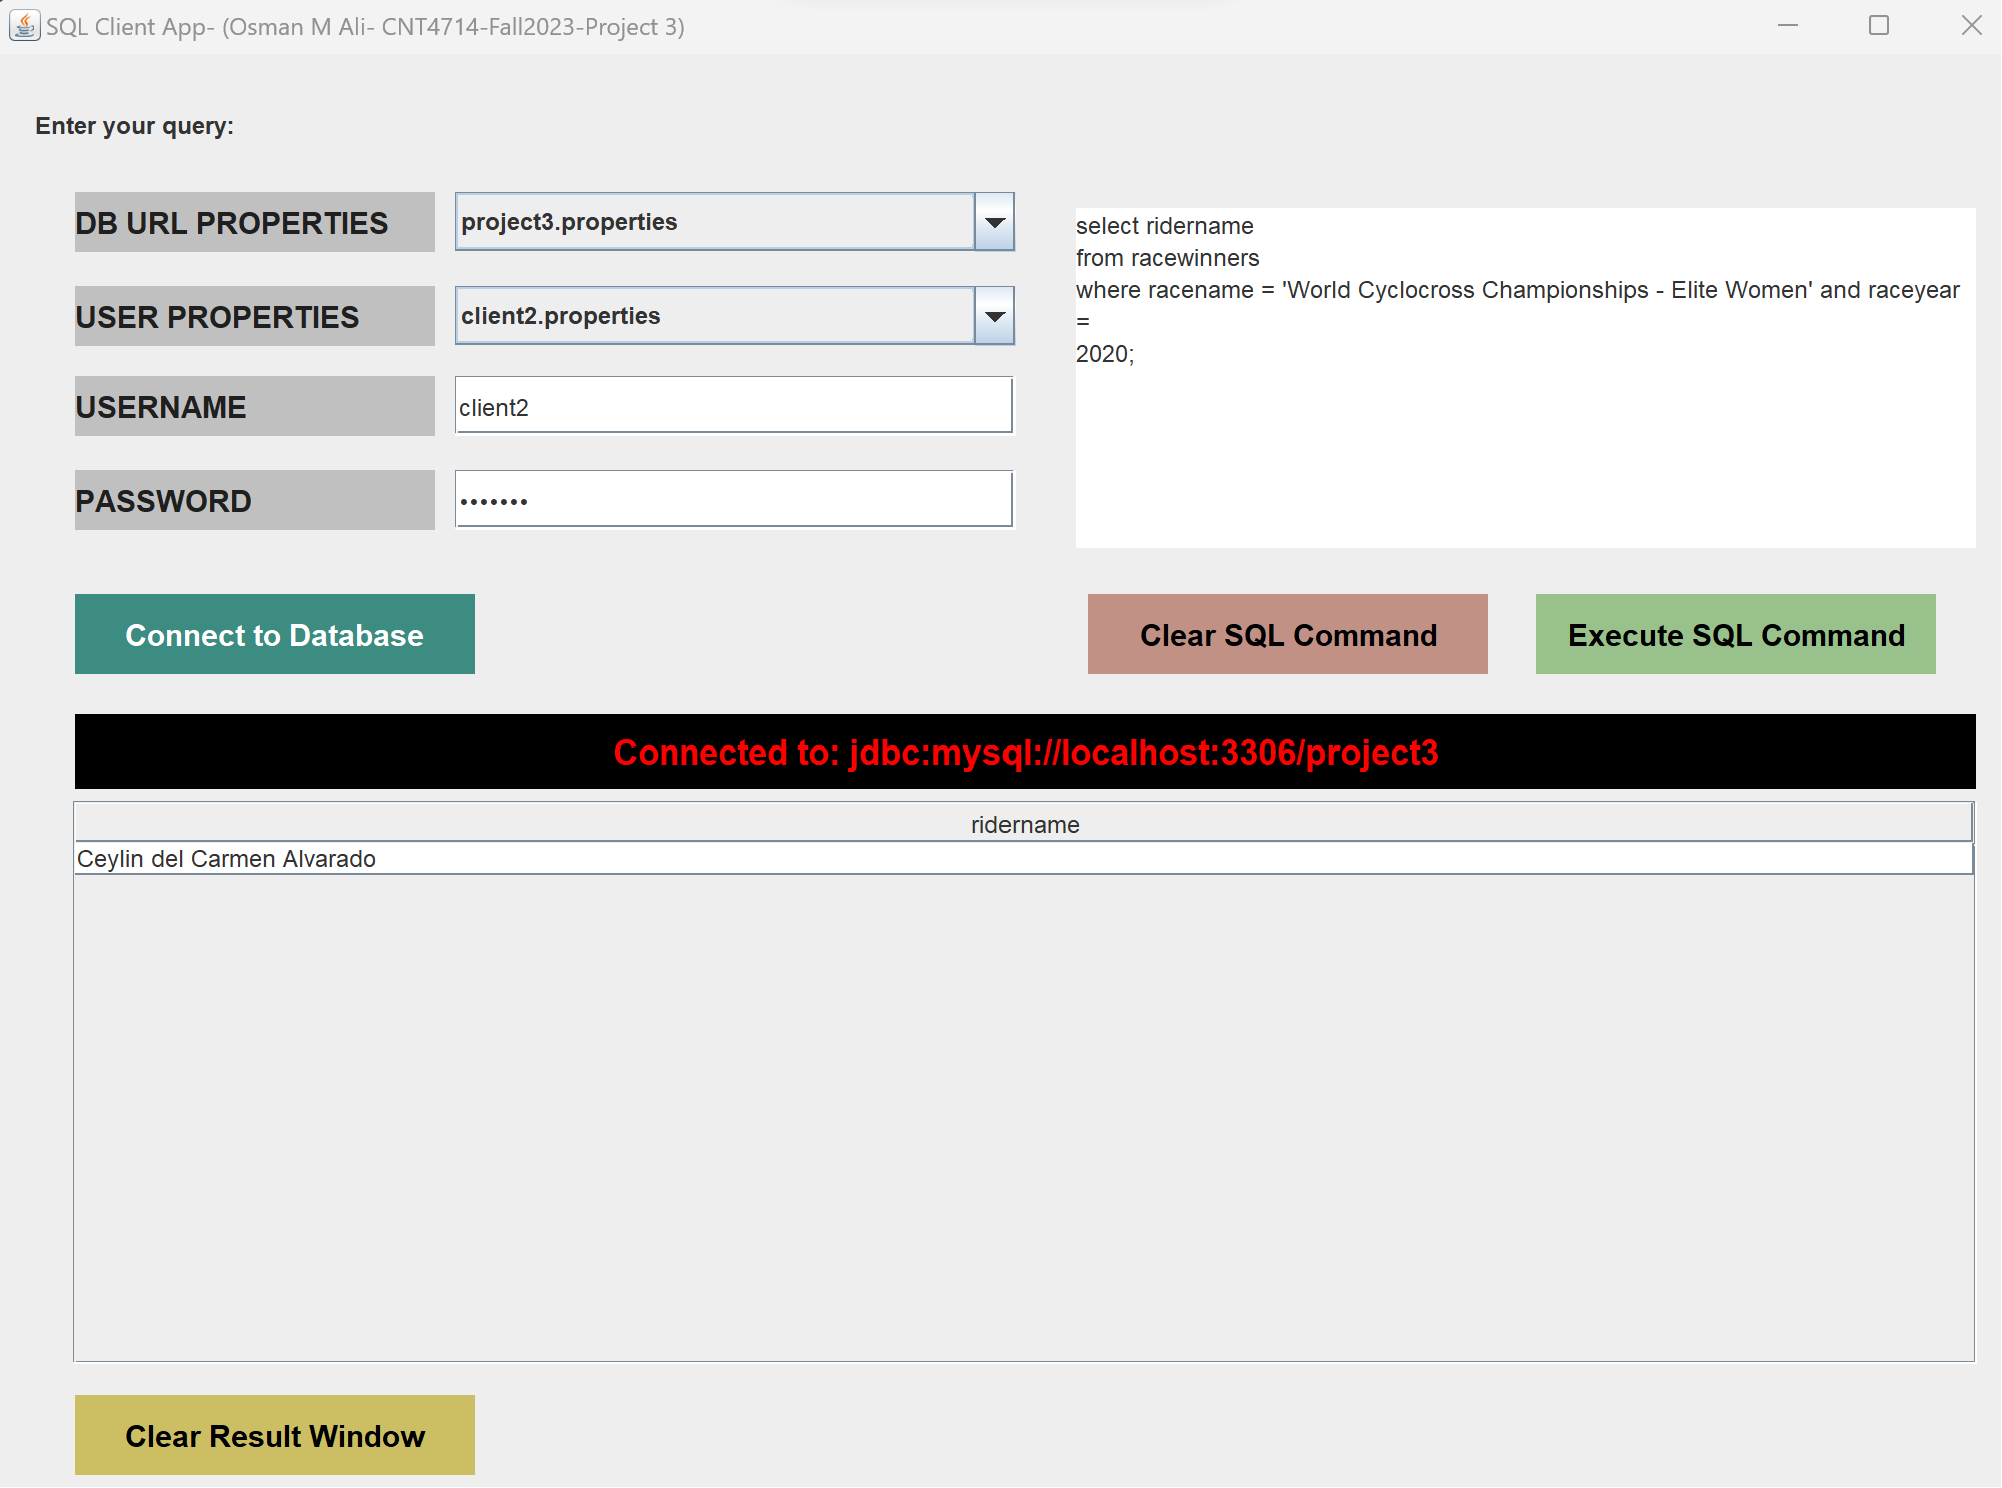 SQL Client App- (Osman M Ali- CNT4714-Fall2023-Project 3)
Enter your query:
DB URL PROPERTIES
project3.properties
USER PROPERTIES
client2.properties
USERNAME
client2
PASSWORD
•••••••
select ridername
from racewinners
where racename = 'World Cyclocross Championships - Elite Women' and raceyear
=
2020;
Connect to Database
Clear SQL Command
Execute SQL Command
Connected to: jdbc:mysql://localhost:3306/project3
ridername
Ceylin del Carmen Alvarado
Clear Result Window